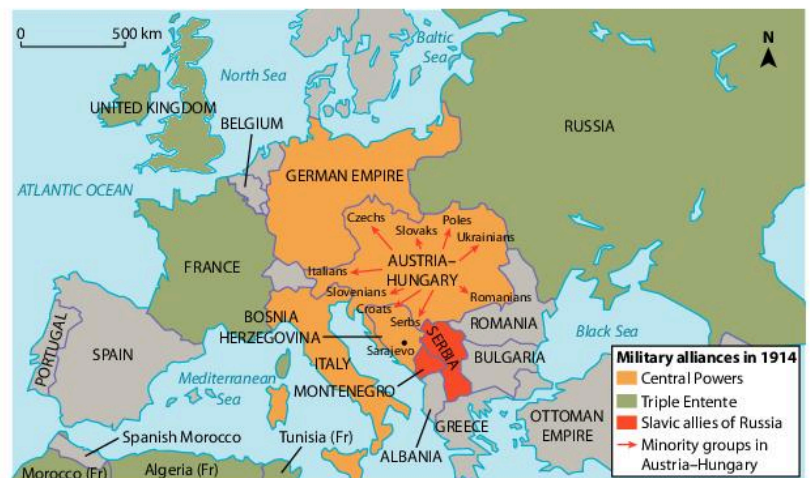 0 500 km
N
Baltic
Sea
North Sea
UNITED KINGDOM
BELGIUM
RUSSIA
ATLANTIC OCEAN
GERMAN EMPIRE
Czechs
Slovaks
Poles
Ukrainians
FRANCE
Italians
AUSTRIA–
HUNGARY
Slovenians
Croats
Serbs
Romanians
BOSNIA
HERZEGOVINA
Sarajevo
SERBIA
ROMANIA
BULGARIA
Black Sea
PORTUGAL
SPAIN
ITALY
Mediterranean
Sea
MONTENEGRO
GREECE
OTTOMAN
EMPIRE
ALBANIA
Spanish Morocco
Tunisia (Fr)
Morocco (Fr)
Algeria (Fr)
Military alliances in 1914
Central Powers
Triple Entente
Slavic allies of Russia
Minority groups in
Austria–Hungary